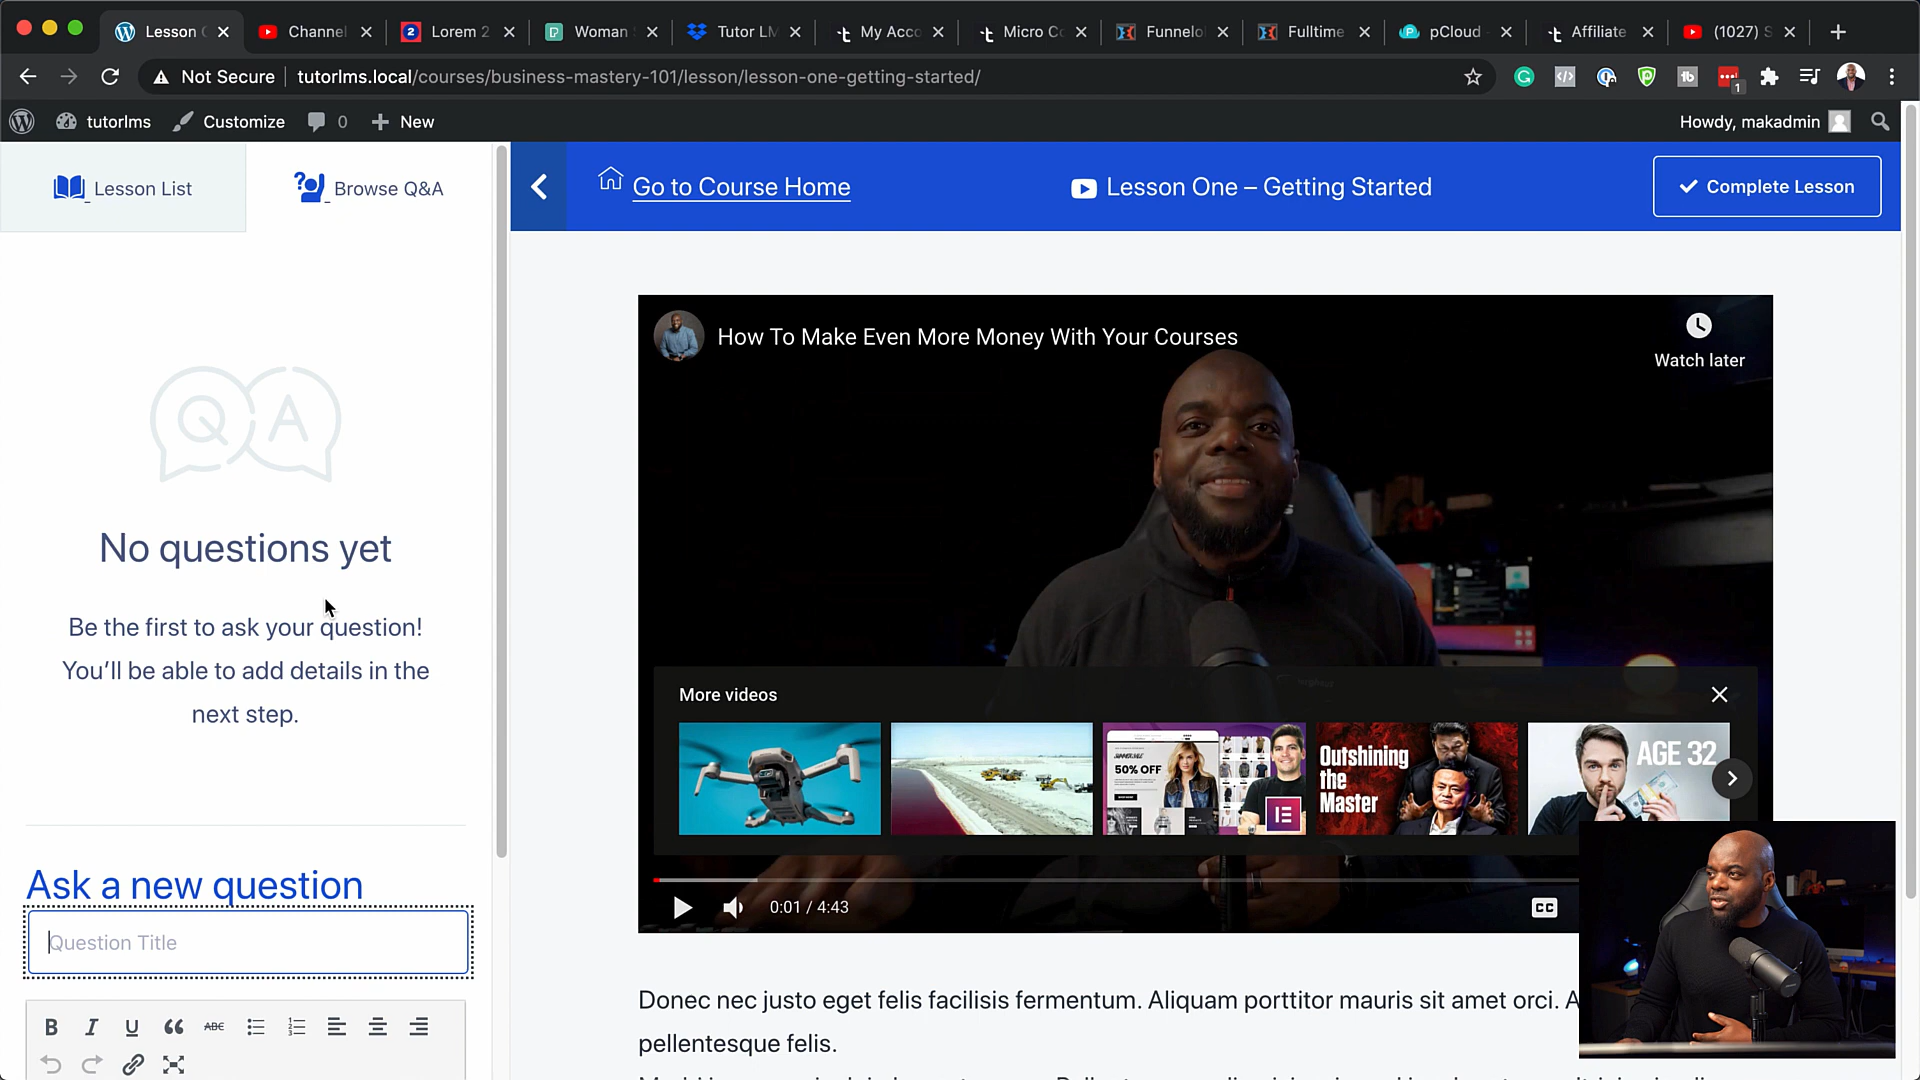 Lesson
Channel
Lorem 2
Woman
Tutor LM
My Acco
Micro Co
Funnelo
Fulltime
pCloud
Affiliate
(1027) S
Not Secure
tutorlms.local/courses/business-mastery-101/lesson/lesson-one-getting-started/
1
tutorlms
Customize
0
New
Howdy, makadmin
Lesson List
Browse Q&A
Go to Course Home
Lesson One – Getting Started
Complete Lesson
How To Make Even More Money With Your Courses
Watch later
Q A
No questions yet
Be the first to ask your question!
You’ll be able to add details in the
next step.
More videos
50% OFF
Outshining
the
Master
AGE 32
0:01 / 4:43
CC
Ask a new question
Question Title
B I U ABC
Donec nec justo eget felis facilisis fermentum. Aliquam porttitor mauris sit amet orci. A
pellentesque felis.